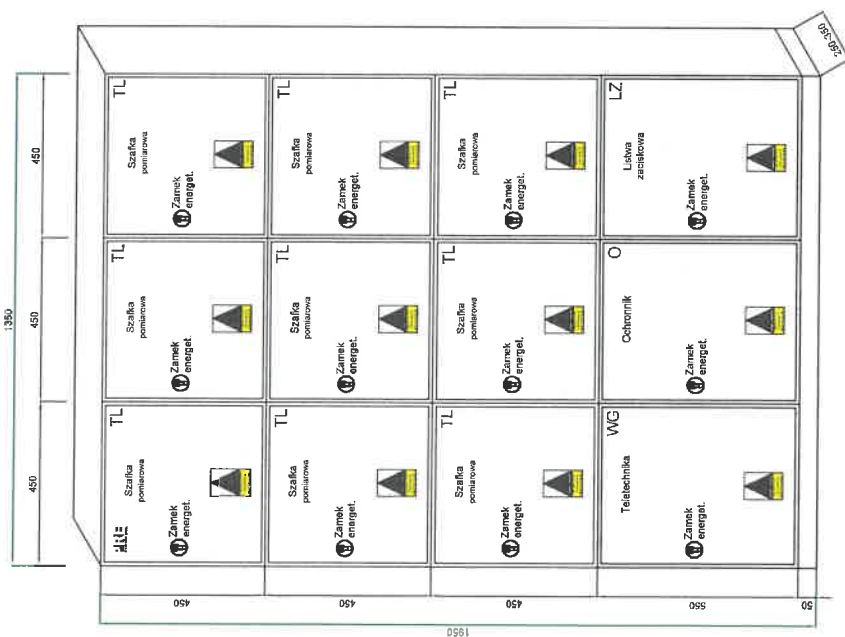 1350
450 450 450
TL TL TL
Szafka Szafka Szafka
pomiarowa pomiarowa pomiarowa
Zamek Zamek Zamek
energet. energet. energet.
450
TL TL TL
Szafka Szafka Szafka
pomiarowa pomiarowa pomiarowa
Zamek Zamek Zamek
energet. energet. energet.
450
1950
TL TL TL
Szafka Szafka Szafka
pomiarowa pomiarowa pomiarowa
Zamek Zamek Zamek
energet. energet. energet.
450
WG O LZ
Teletechnika Ochronnik Listwa
zaciskowa
Zamek Zamek Zamek
energet. energet. energet.
550
50
250-350